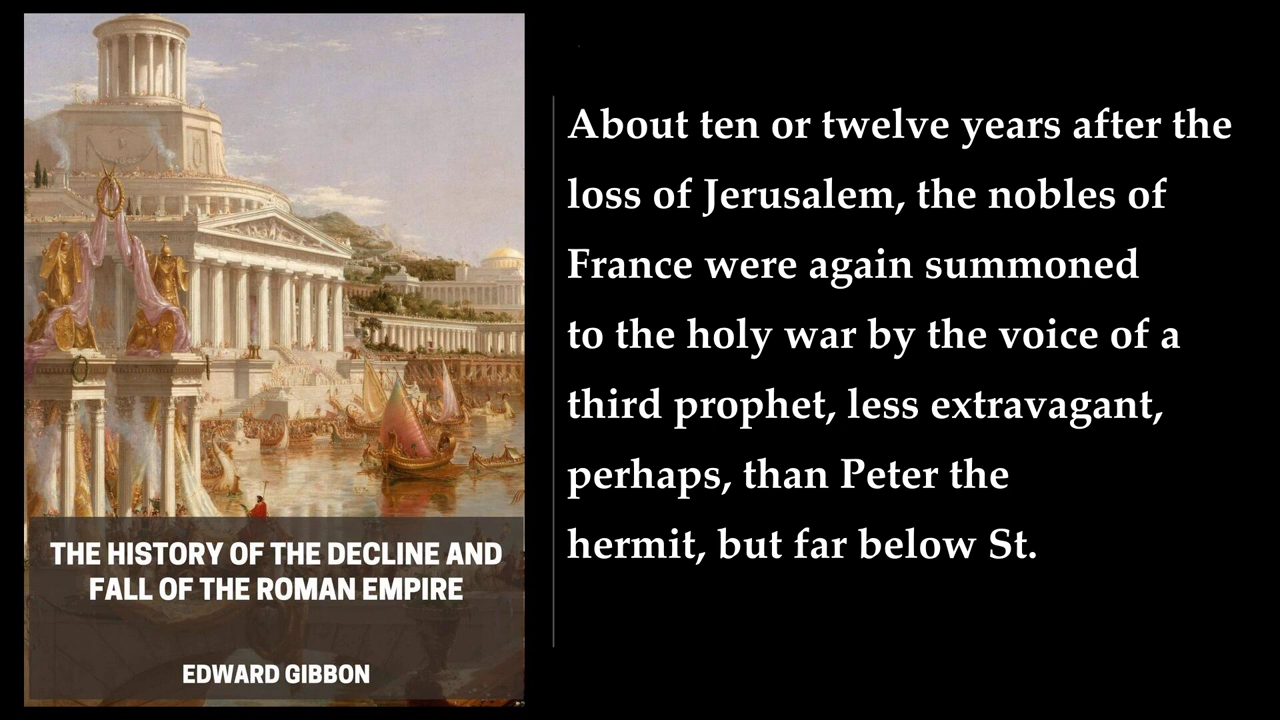 THE HISTORY OF THE DECLINE AND
FALL OF THE ROMAN EMPIRE
EDWARD GIBBON
About ten or twelve years after the
loss of Jerusalem, the nobles of
France were again summoned
to the holy war by the voice of a
third prophet, less extravagant,
perhaps, than Peter the
hermit, but far below St.